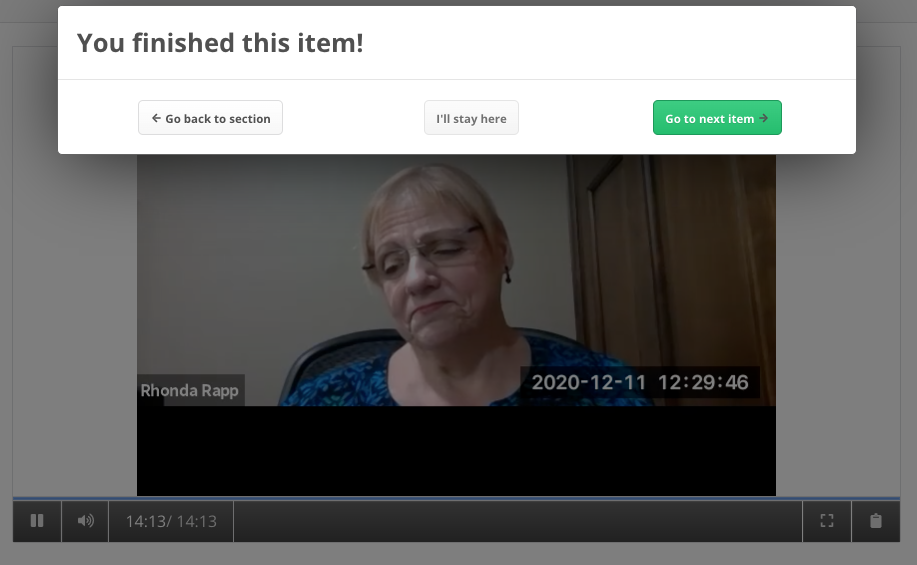 You finished this item!
← Go back to section
I'll stay here
Go to next item →
Rhonda Rapp
2020-12-11 12:29:46
14:13/ 14:13